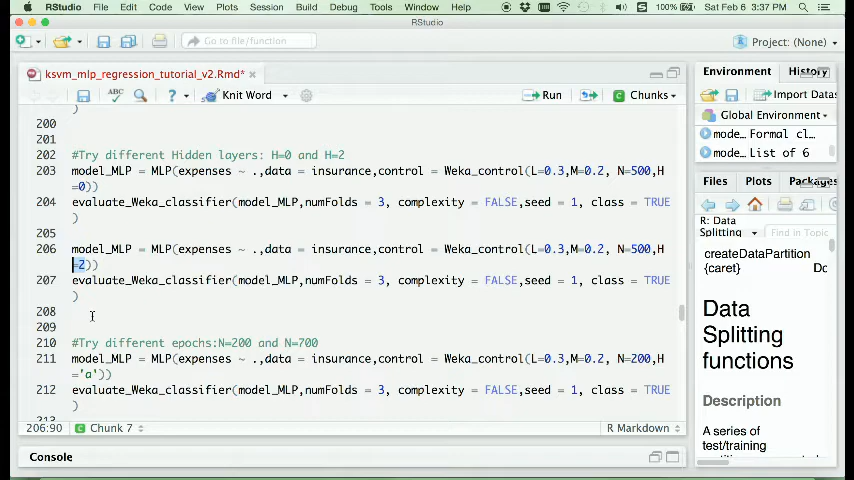 RStudio File Edit Code View Plots Session Build Debug Tools Window Help 100% Sat Feb 6 3:37 PM
RStudio
Go to file/function
Project: (None)
ksvm_mlp_regression_tutorial_v2.Rmd*
ABC Knit Word Run Chunks
)
200
201
202 #Try different Hidden layers: H=0 and H=2
203 model_MLP = MLP(expenses ~ .,data = insurance,control = Weka_control(L=0.3,M=0.2, N=500,H
=0))
204 evaluate_Weka_classifier(model_MLP,numFolds = 3, complexity = FALSE,seed = 1, class = TRUE
)
205
206 model_MLP = MLP(expenses ~ .,data = insurance,control = Weka_control(L=0.3,M=0.2, N=500,H
=2))
207 evaluate_Weka_classifier(model_MLP,numFolds = 3, complexity = FALSE,seed = 1, class = TRUE
)
208
209
210 #Try different epochs:N=200 and N=700
211 model_MLP = MLP(expenses ~ .,data = insurance,control = Weka_control(L=0.3,M=0.2, N=200,H
='a'))
212 evaluate_Weka_classifier(model_MLP,numFolds = 3, complexity = FALSE,seed = 1, class = TRUE
)
213
206:90 Chunk 7 R Markdown
Console
Environment History
Import Datas
Global Environment
mode… Formal cl…
mode… List of 6
Files Plots Packages
R: Data
Splitting Find in Topic
createDataPartition
{caret} Do
Data
Splitting
functions
Description
A series of
test/training